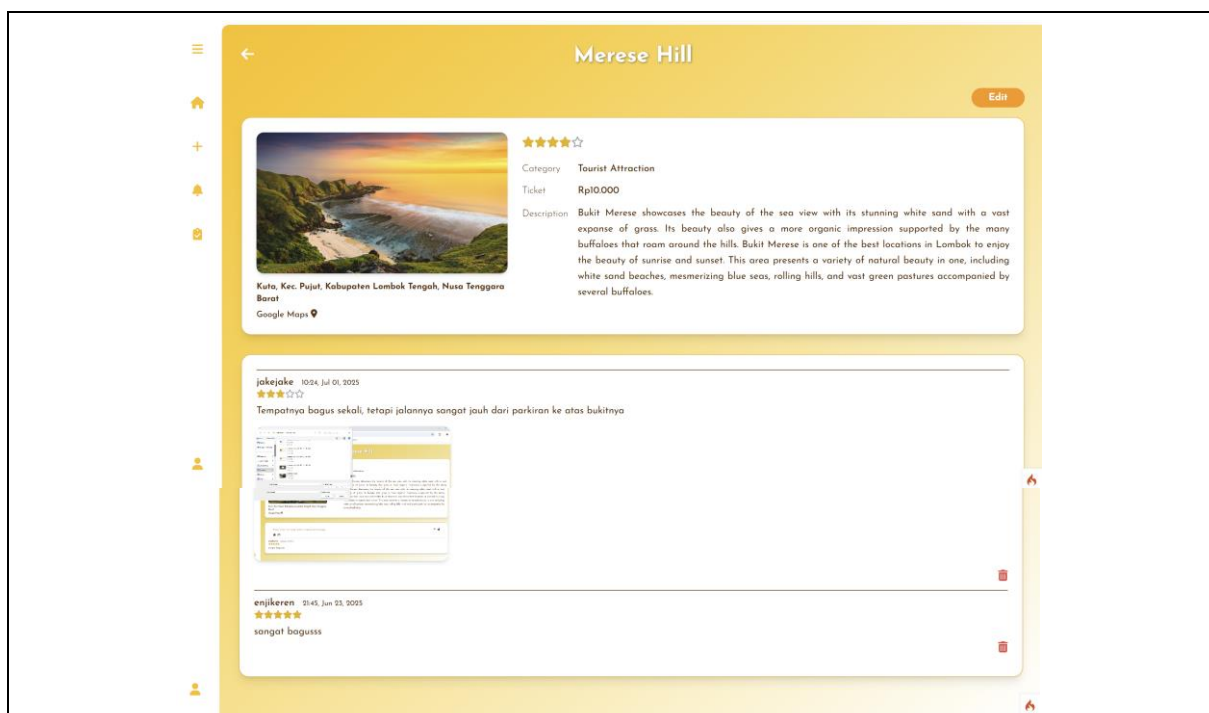 Merese Hill
Edit
Category Tourist Attraction
Ticket Rp10.000
Description Bukit Merese showcases the beauty of the sea view with its stunning white sand with a vast
expanse of grass. Its beauty also gives a more organic impression supported by the many
buffaloes that roam around the hills. Bukit Merese is one of the best locations in Lombok to enjoy
the beauty of sunrise and sunset. This area presents a variety of natural beauty in one, including
white sand beaches, mesmerizing blue seas, rolling hills, and vast green pastures accompanied by
several buffaloes.
Kuta, Kec. Pujut, Kabupaten Lombok Tengah, Nusa Tenggara
Barat
Google Maps
jakejake 10:24, Jul 01, 2025
Tempatnya bagus sekali, tetapi jalannya sangat jauh dari parkiran ke atas bukitnya
enjikeren 21:45, Jun 23, 2025
sangat bagusss